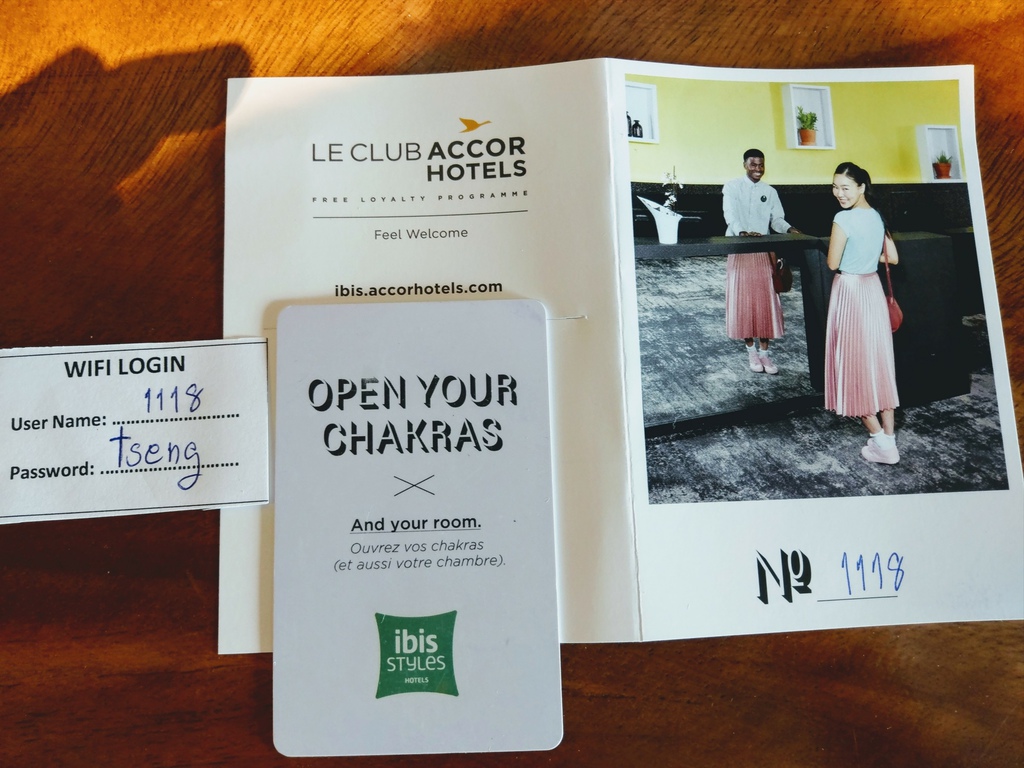 LE CLUB ACCOR
HOTELS
FREE LOYALTY PROGRAMME
Feel Welcome
ibis.accorhotels.com
WIFI LOGIN
User Name: 1118
Password: tseng
OPEN YOUR
CHAKRAS
And your room.
Ouvrez vos chakras
(et aussi votre chambre).
ibis
STYLES
HOTELS
Nº 1118